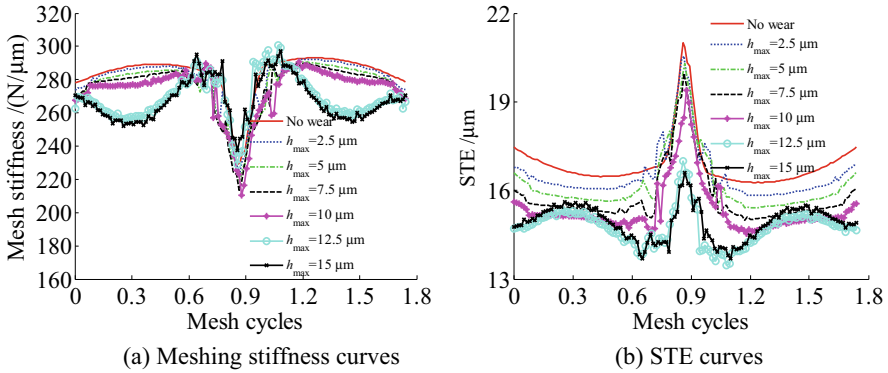 320
300
280
260
240
220
200
180
160
Mesh stiffness /(N/μm)
No wear
hmax=2.5 μm
hmax=5 μm
hmax=7.5 μm
hmax=10 μm
hmax=12.5 μm
hmax=15 μm
0 0.3 0.6 0.9 1.2 1.5 1.8
Mesh cycles
(a) Meshing stiffness curves
22
19
16
13
STE /μm
No wear
hmax=2.5 μm
hmax=5 μm
hmax=7.5 μm
hmax=10 μm
hmax=12.5 μm
hmax=15 μm
0 0.3 0.6 0.9 1.2 1.5 1.8
Mesh cycles
(b) STE curves